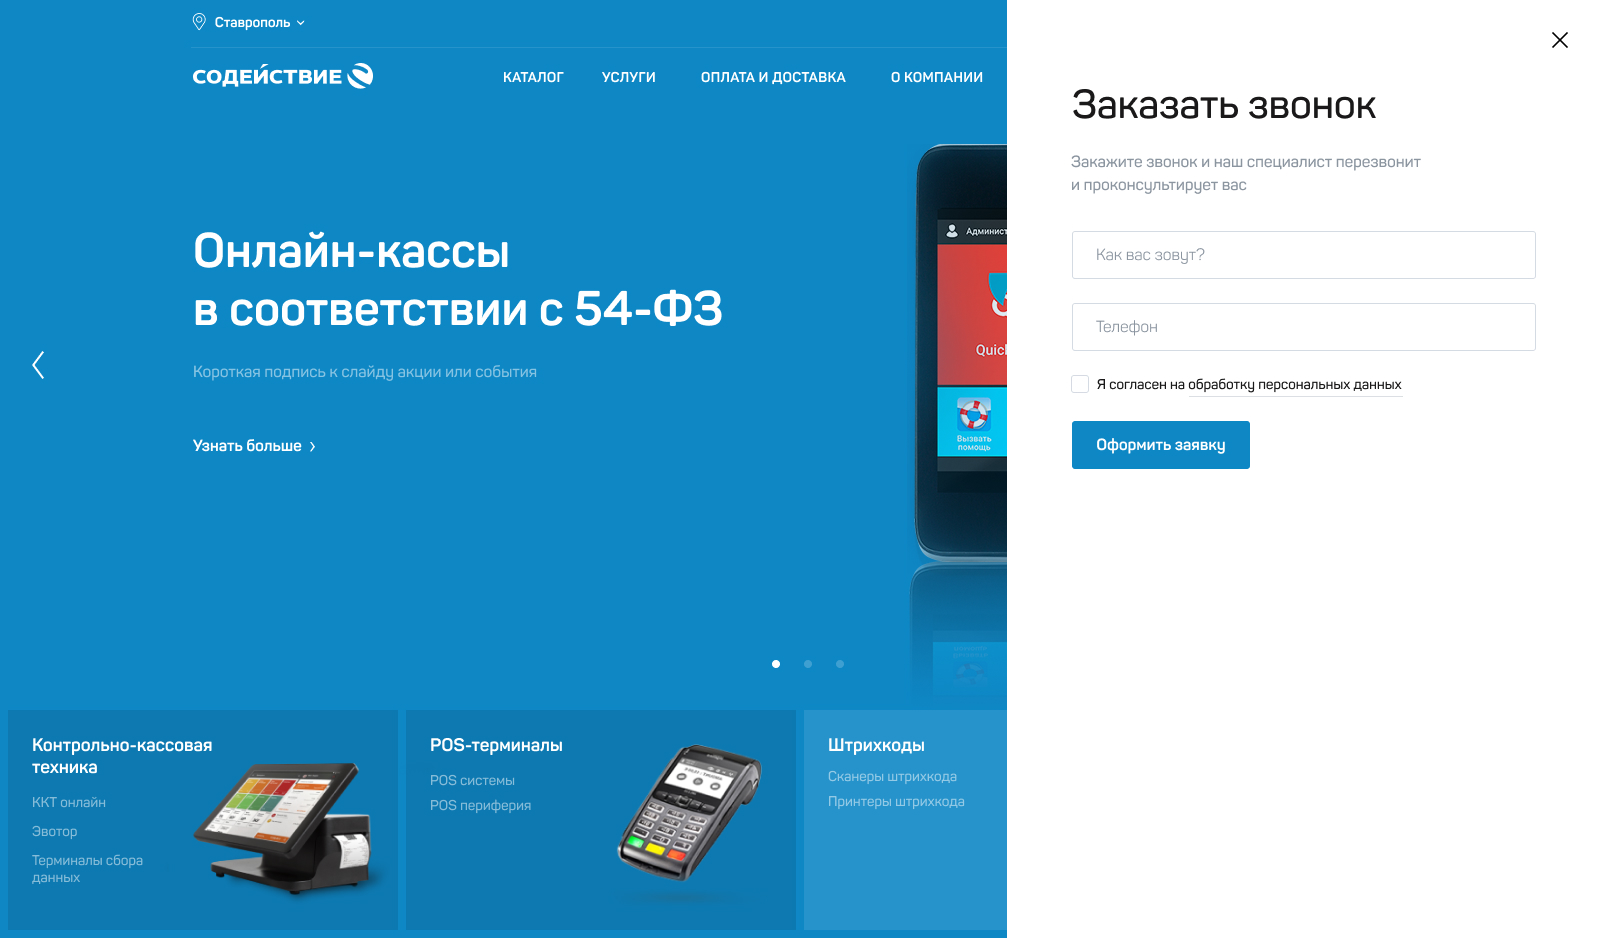 Ставрополь
СОДЕЙСТВИЕ
КАТАЛОГ
УСЛУГИ
ОПЛАТА И ДОСТАВКА
О КОМПАНИИ
Онлайн-кассы
в соответствии с 54-ФЗ
Короткая подпись к слайду акции или события
Узнать больше
Админист
Quick
Вызвать
помощь
Контрольно-кассовая
техника
ККТ онлайн
Эвотор
Терминалы сбора
данных
POS-терминалы
POS системы
POS периферия
Штрихкоды
Сканеры штрихкода
Принтеры штрихкода
Заказать звонок
Закажите звонок и наш специалист перезвонит
и проконсультирует вас
Как вас зовут?
Телефон
Я согласен на обработку персональных данных
Оформить заявку